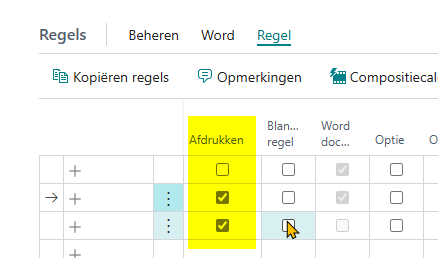 Regels Beheren Word Regel
Kopiëren regels Opmerkingen Compositiecal
Afdrukken Blan... Word Optie O
regel doc...